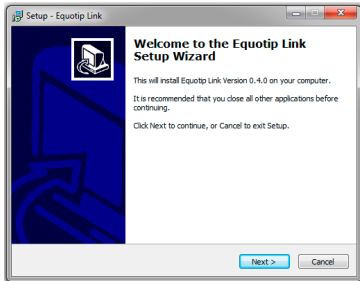 Setup - Equotip Link
Welcome to the Equotip Link
Setup Wizard
This will install Equotip Link Version 0.4.0 on your computer.
It is recommended that you close all other applications before
continuing.
Click Next to continue, or Cancel to exit Setup.
Next >
Cancel